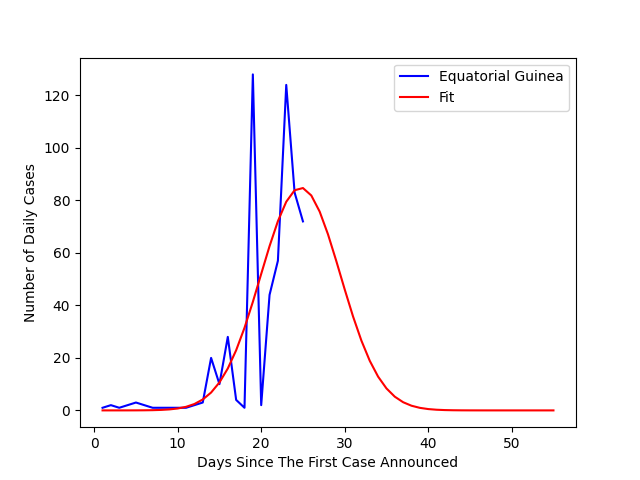 Equatorial Guinea
Fit
Number of Daily Cases
120
100
80
60
40
20
0
0 10 20 30 40 50
Days Since The First Case Announced